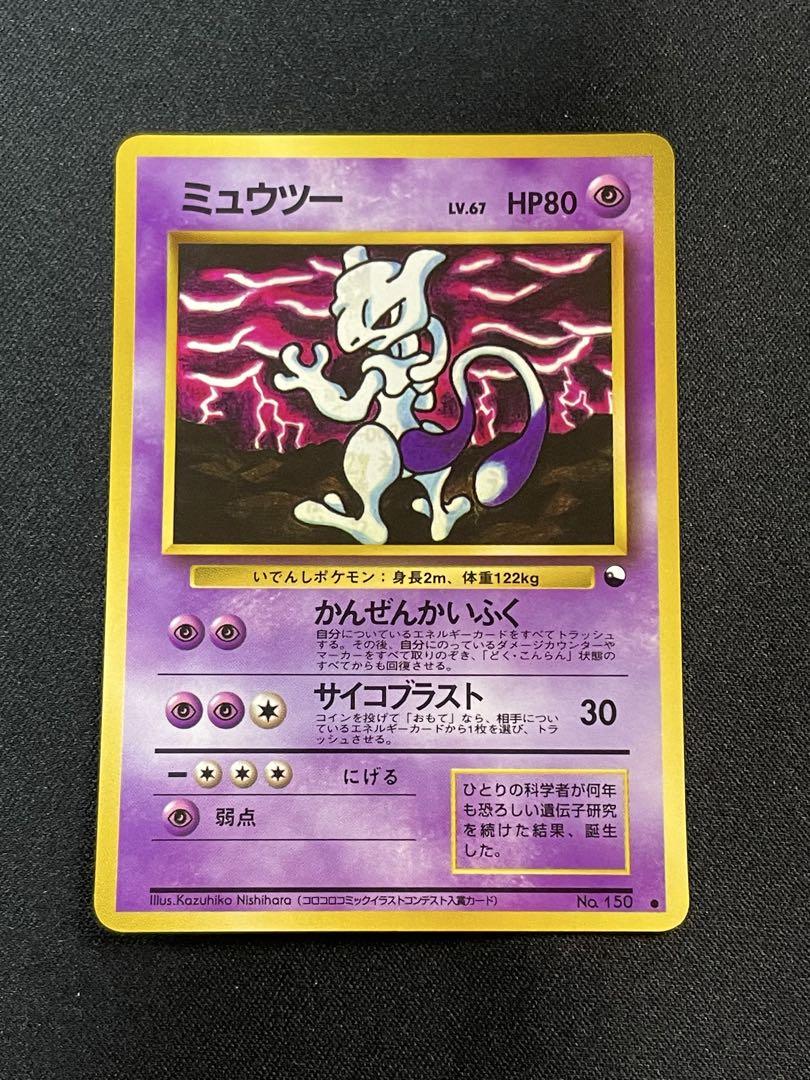 ミュウツー LV.67 HP80
いでんしポケモン：身長2m、体重122kg
かんぜんかいふく
自分についているエネルギーカードをすべてトラッシュ
する。その後、自分にのっているダメージカウンターや
マーカーをすべて取りのぞき、「どく・こんらん」状態の
すべてからも回復させる。
サイコブラスト 30
コインを投げて「おもて」なら、相手につい
ているエネルギーカードから1枚を選び、トラ
ッシュさせる。
にげる
弱点
ひとりの科学者が何年
も恐ろしい遺伝子研究
を続けた結果、誕生
した。
Illus.Kazuhiko Nishihara（コロコロコミックイラストコンテスト入賞カード） No. 150 ●